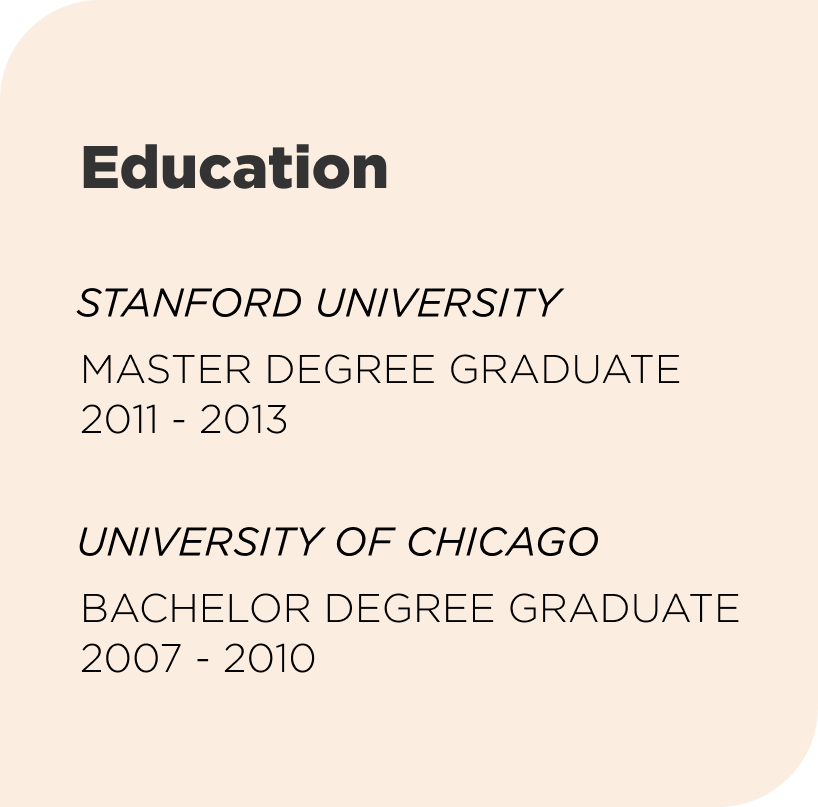 Education
STANFORD UNIVERSITY
MASTER DEGREE GRADUATE
2011 - 2013
UNIVERSITY OF CHICAGO
BACHELOR DEGREE GRADUATE
2007 - 2010